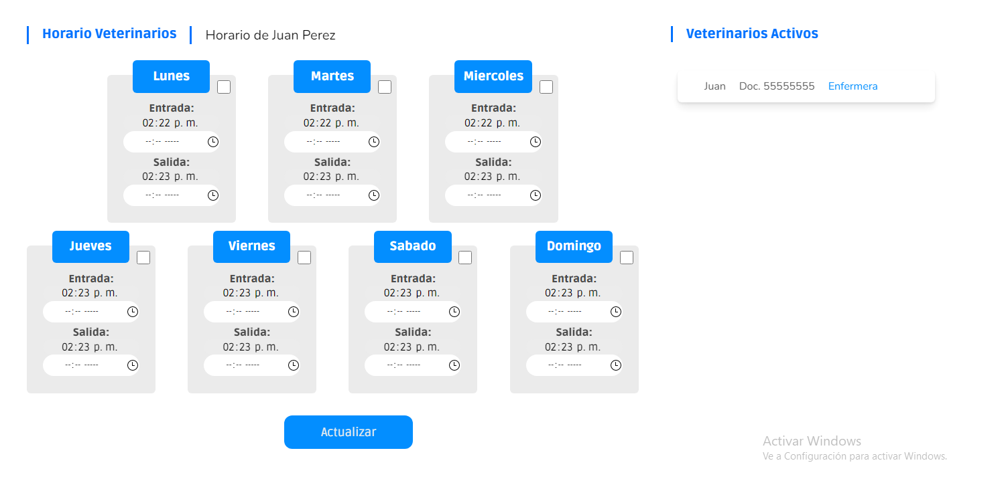 Horario Veterinarios Horario de Juan Perez
Veterinarios Activos
Juan Doc. 55555555 Enfermera
Lunes Martes Miercoles
Entrada: Entrada: Entrada:
02:22 p. m. 02:22 p. m. 02:22 p. m.
--:-- ----- --:-- ----- --:-- -----
Salida: Salida: Salida:
02:23 p. m. 02:23 p. m. 02:23 p. m.
--:-- ----- --:-- ----- --:-- -----
Jueves Viernes Sabado Domingo
Entrada: Entrada: Entrada: Entrada:
02:23 p. m. 02:23 p. m. 02:23 p. m. 02:23 p. m.
--:-- ----- --:-- ----- --:-- ----- --:-- -----
Salida: Salida: Salida: Salida:
02:23 p. m. 02:23 p. m. 02:23 p. m. 02:23 p. m.
--:-- ----- --:-- ----- --:-- ----- --:-- -----
Actualizar
Activar Windows
Ve a Configuración para activar Windows.